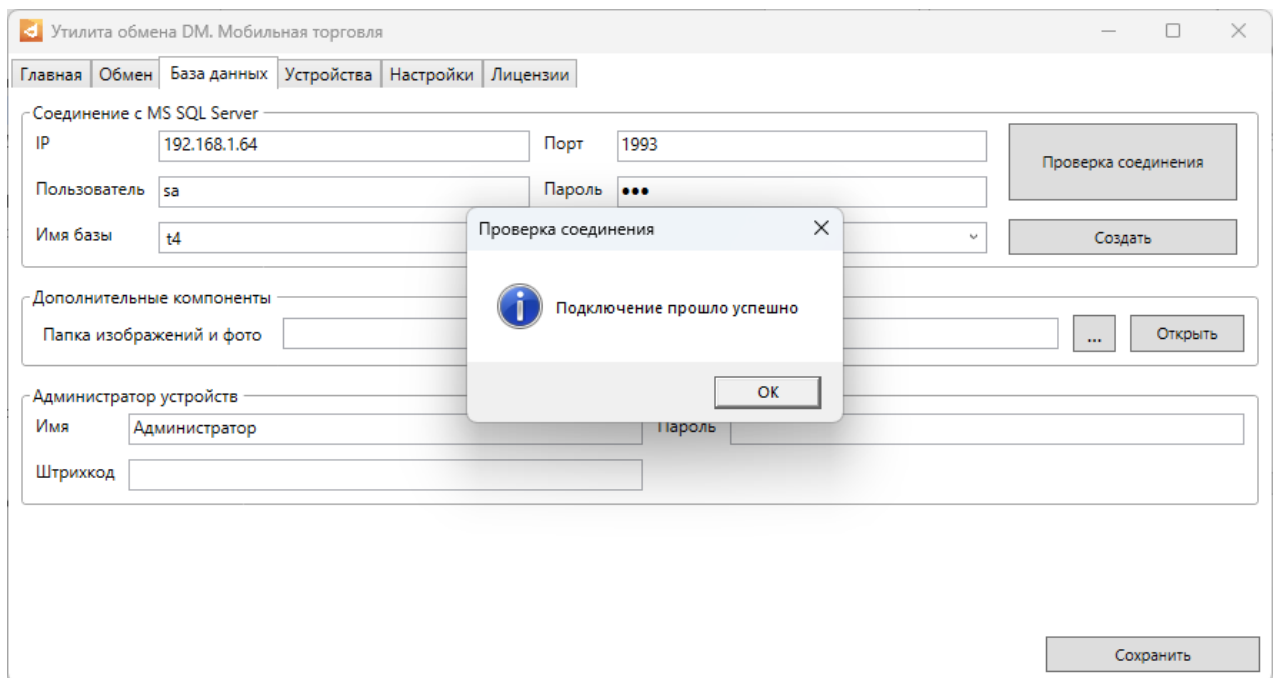 Утилита обмена DM. Мобильная торговля
Главная Обмен База данных Устройства Настройки Лицензии
Соединение с MS SQL Server
IP 192.168.1.64 Порт 1993 Проверка соединения
Пользователь sa Пароль •••
Имя базы t4 Создать
Проверка соединения
Подключение прошло успешно
OK
Дополнительные компоненты
Папка изображений и фото ... Открыть
Администратор устройств
Имя Администратор Пароль
Штрихкод
Сохранить